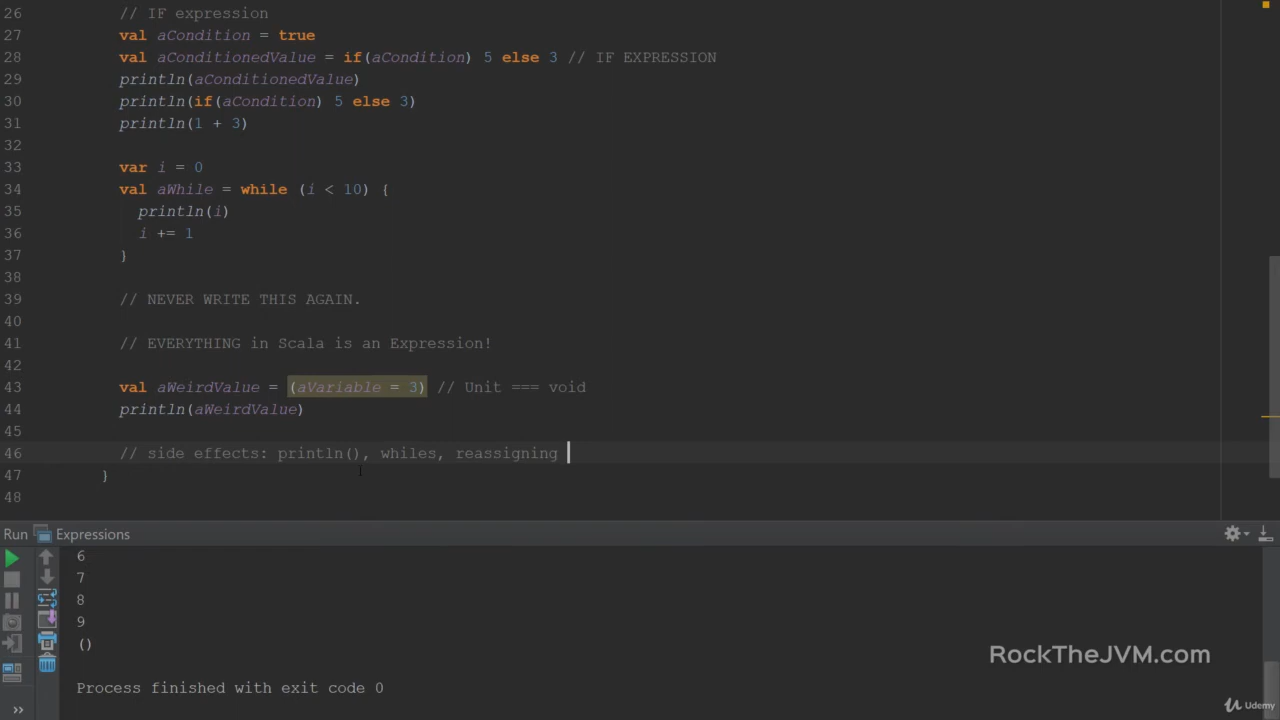 26 // IF expression
27 val aCondition = true
28 val aConditionedValue = if(aCondition) 5 else 3 // IF EXPRESSION
29 println(aConditionedValue)
30 println(if(aCondition) 5 else 3)
31 println(1 + 3)
32
33 var i = 0
34 val aWhile = while (i < 10) {
35 println(i)
36 i += 1
37 }
38
39 // NEVER WRITE THIS AGAIN.
40
41 // EVERYTHING in Scala is an Expression!
42
43 val aWeirdValue = (aVariable = 3) // Unit === void
44 println(aWeirdValue)
45
46 // side effects: println(), whiles, reassigning
47 }
48
Run Expressions
6
7
8
9
()
RockTheJVM.com
Process finished with exit code 0
Udemy